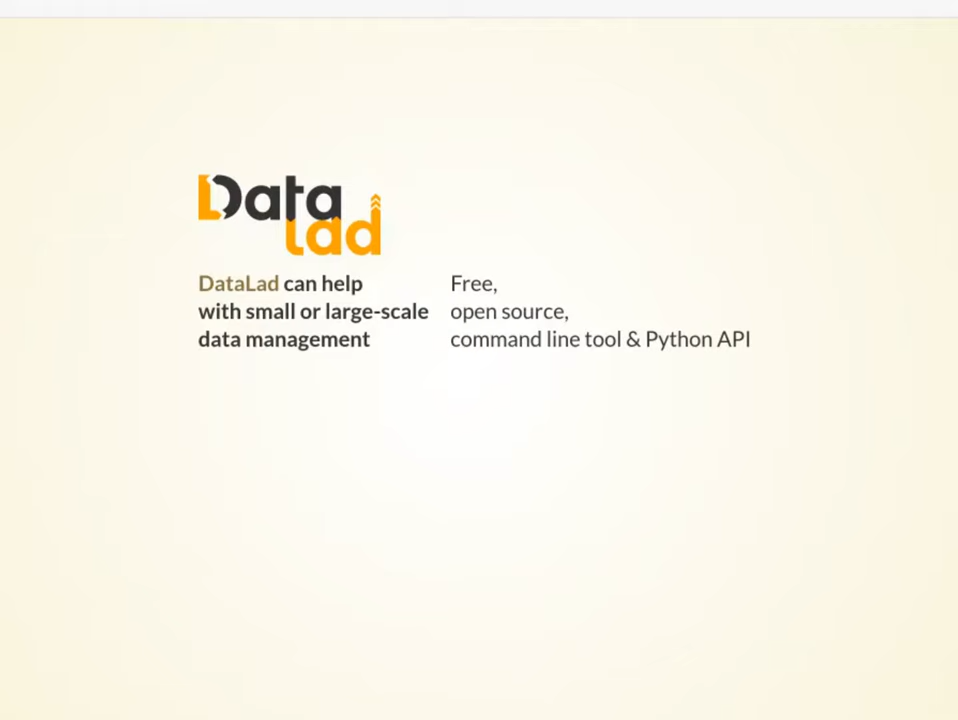 Data
lad
DataLad can help
with small or large-scale
data management
Free,
open source,
command line tool & Python API